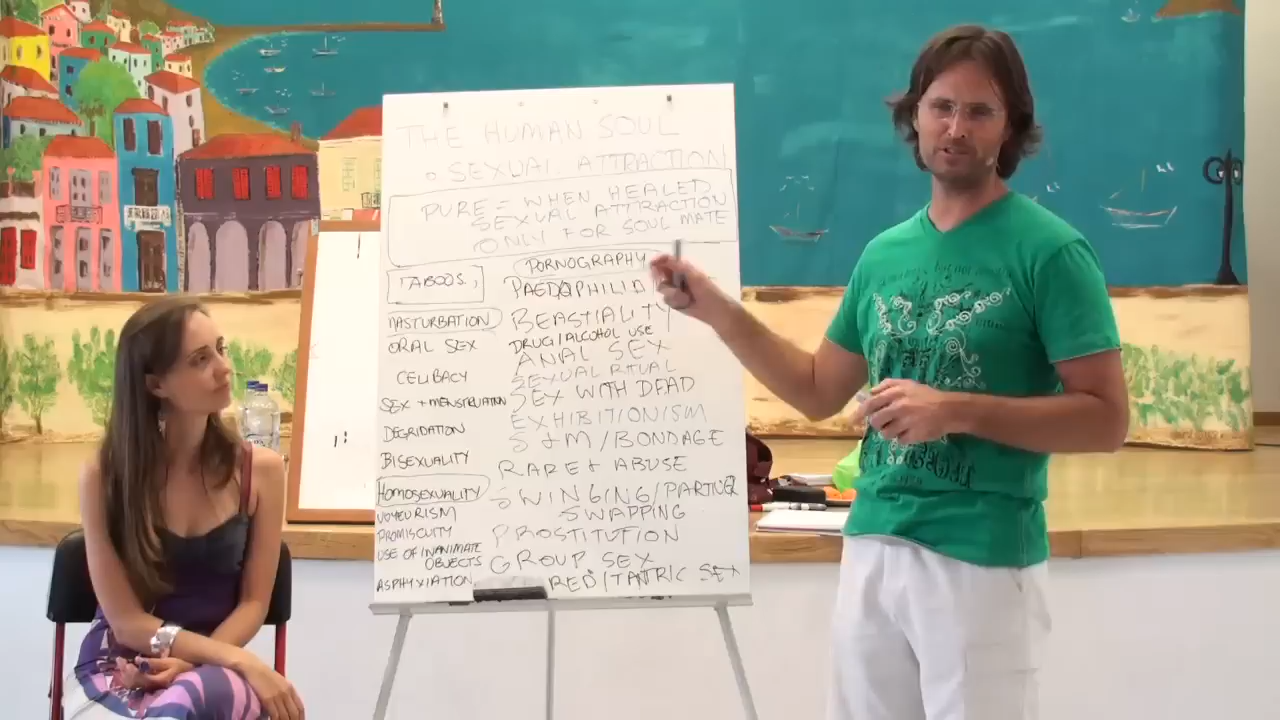 THE HUMAN SOUL
o SEXUAL ATTRACTION
PURE = WHEN HEALED
SEXUAL ATTRACTION
ONLY FOR SOUL MATE
TABOOS,
MASTURBATION
ORAL SEX
CELIBACY
SEX + MENSTRUATION
DEGRIDATION
BISEXUALITY
HOMOSEXUALITY
VOYEURISM
PROMISCUITY
USE OF INANIMATE
OBJECTS
ASPHYXIATION
PORNOGRAPHY
PAEDOPHILIA
BEASTIALITY
DRUG/ALCOHOL USE
ANAL SEX
SEXUAL RITUAL
SEX WITH DEAD
EXHIBITIONISM
S & M/BONDAGE
RAPE + ABUSE
SWINGING/PARTNER
SWAPPING
PROSTITUTION
GROUP SEX
TANTRIC SEX